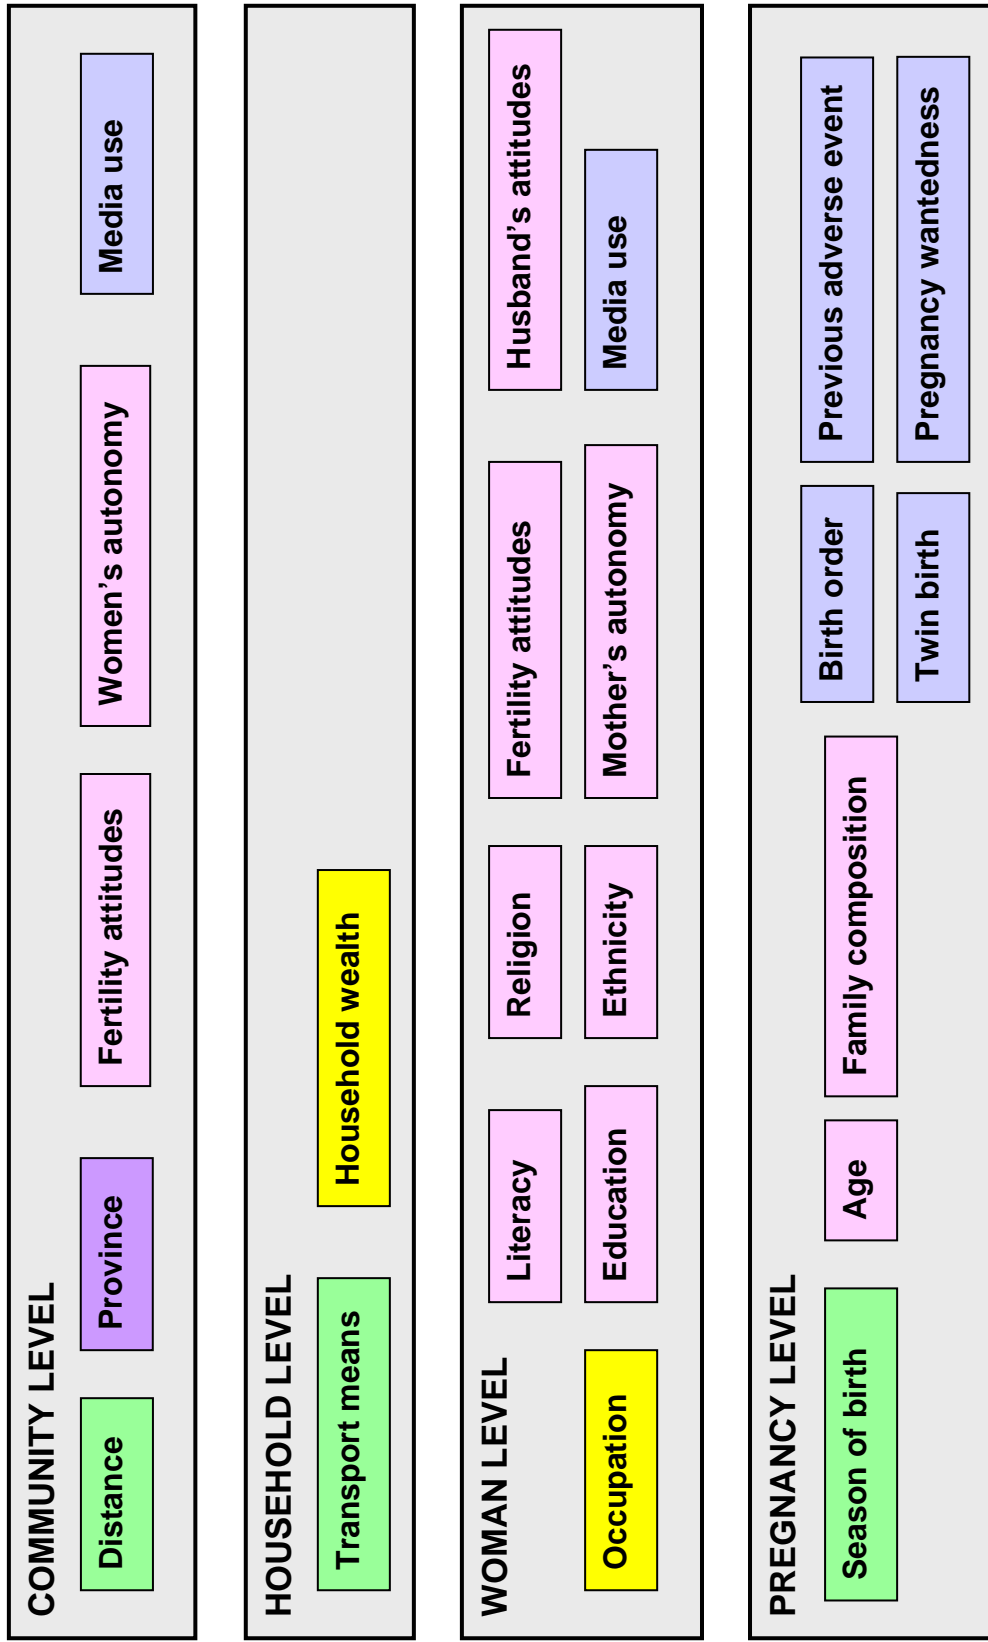 COMMUNITY LEVEL
Distance
Province
Fertility attitudes
Women’s autonomy
Media use
HOUSEHOLD LEVEL
Transport means
Household wealth
WOMAN LEVEL
Literacy
Religion
Fertility attitudes
Husband’s attitudes
Occupation
Education
Ethnicity
Mother’s autonomy
Media use
PREGNANCY LEVEL
Season of birth
Age
Family composition
Birth order
Previous adverse event
Twin birth
Pregnancy wantedness